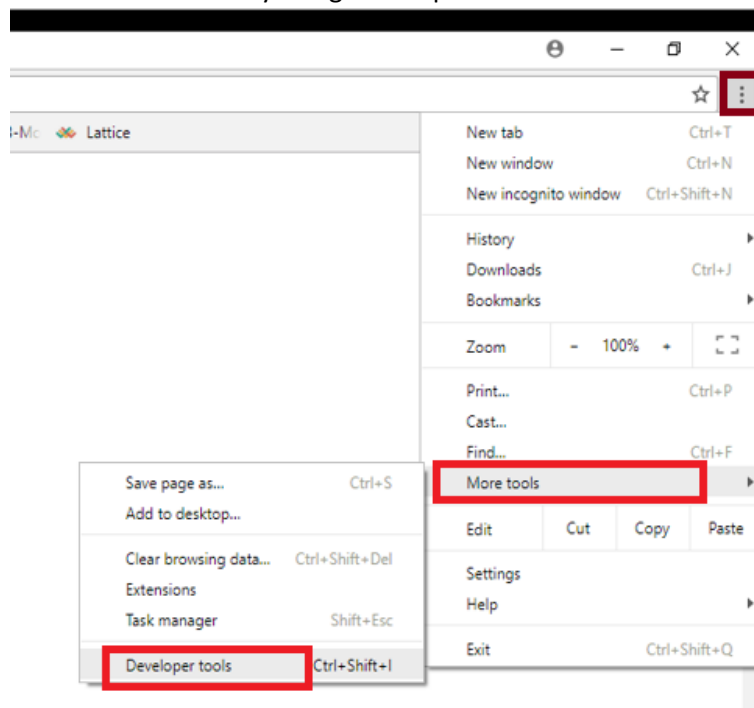 Lattice
New tab Ctrl+T
New window Ctrl+N
New incognito window Ctrl+Shift+N
History
Downloads Ctrl+J
Bookmarks
Zoom - 100% +
Print... Ctrl+P
Cast...
Find... Ctrl+F
More tools
Edit Cut Copy Paste
Settings
Help
Exit Ctrl+Shift+Q
Save page as... Ctrl+S
Add to desktop...
Clear browsing data... Ctrl+Shift+Del
Extensions
Task manager Shift+Esc
Developer tools Ctrl+Shift+I